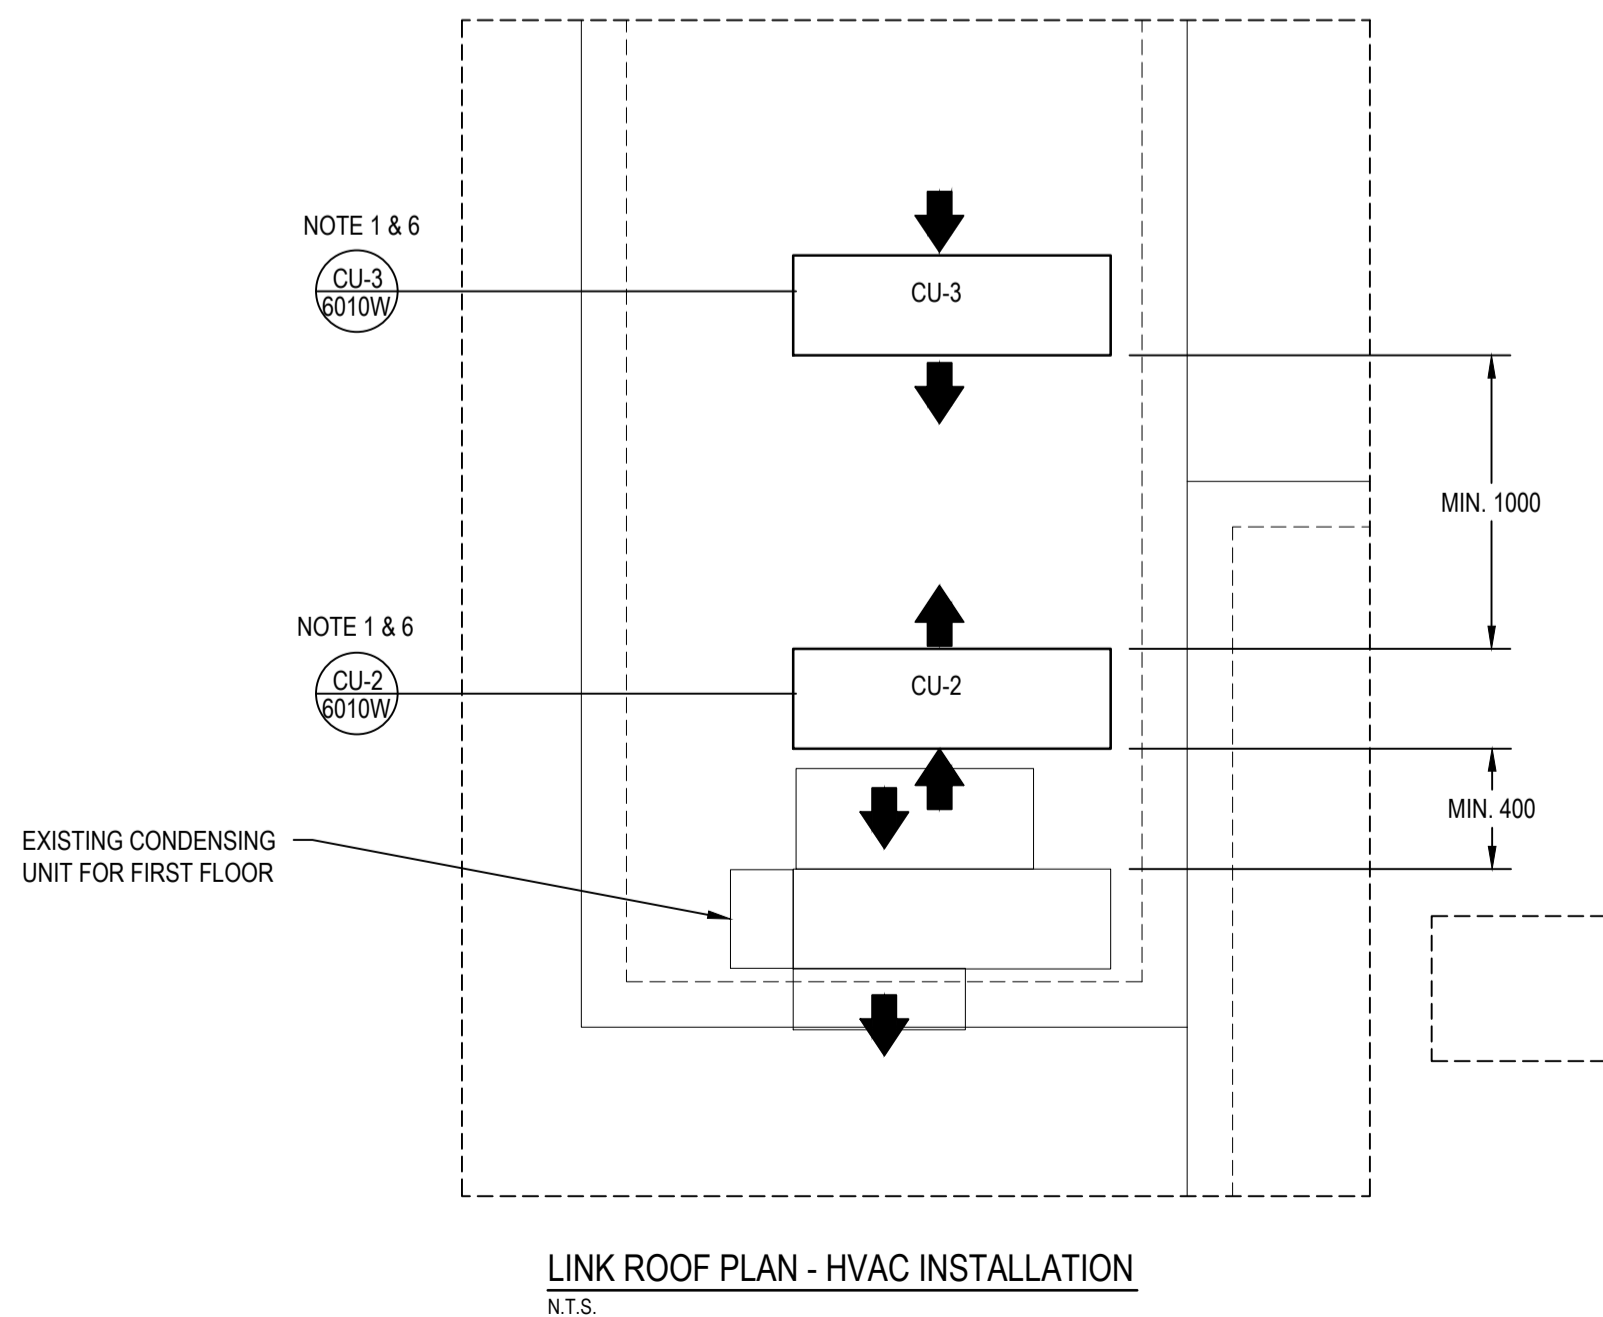 NOTE 1 & 6
CU-3
6010W
CU-3
MIN. 1000
NOTE 1 & 6
CU-2
6010W
CU-2
MIN. 400
EXISTING CONDENSING
UNIT FOR FIRST FLOOR
LINK ROOF PLAN - HVAC INSTALLATION
N.T.S.